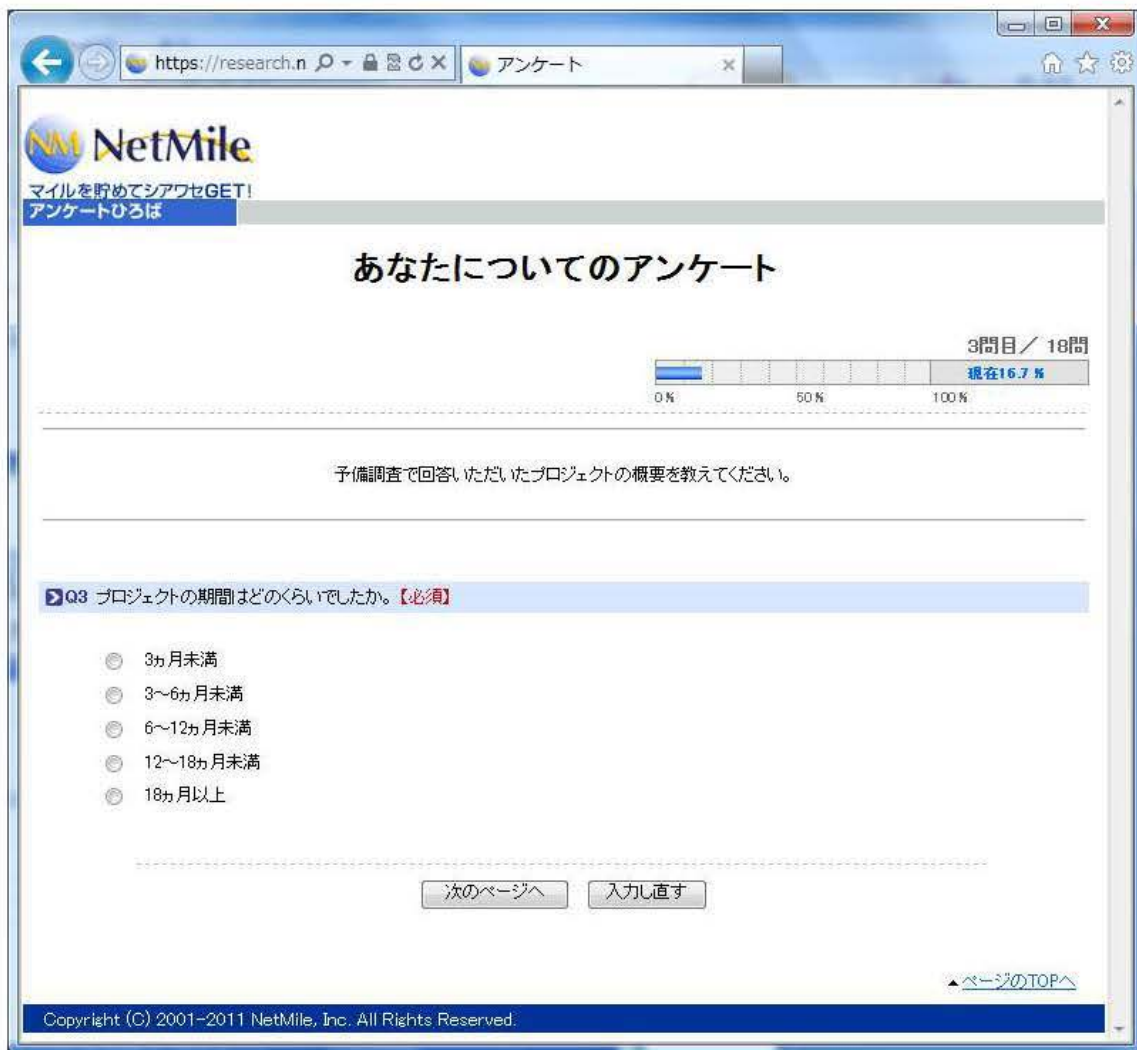 https://research.n
アンケート
NM NetMile
マイルを貯めてシアワセGET!
アンケートひろば
あなたについてのアンケート
3問目／ 18問
現在16.7 %
0% 50% 100%
予備調査で回答いただいたプロジェクトの概要を教えてください。
Q3 プロジェクトの期間はどのくらいでしたか。【必須】
3ヵ月未満
3～6ヵ月未満
6～12ヵ月未満
12～18ヵ月未満
18ヵ月以上
次のページへ 入力し直す
▲ページのTOPへ
Copyright (C) 2001-2011 NetMile, Inc. All Rights Reserved.